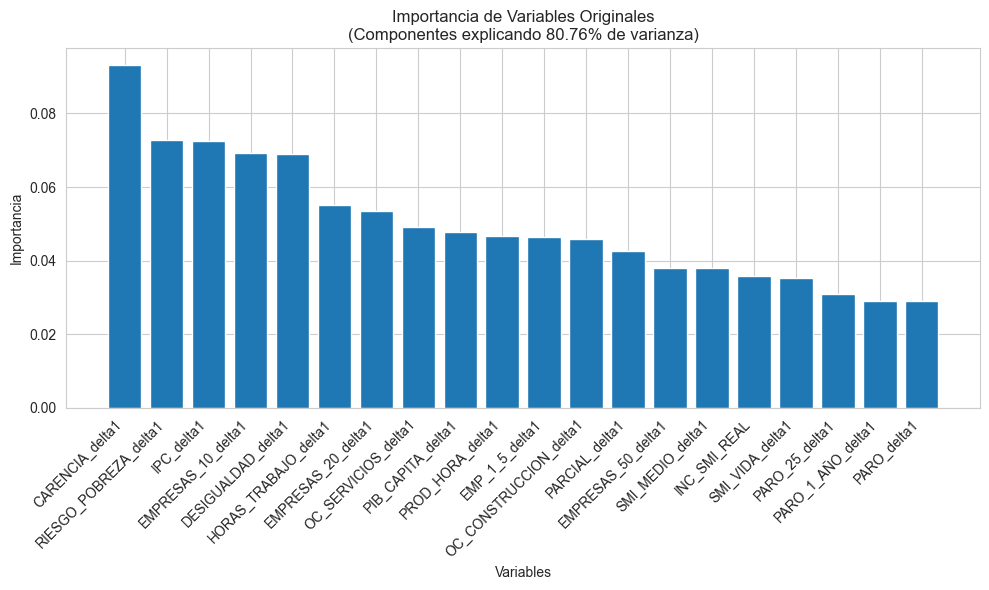 Importancia de Variables Originales
(Componentes explicando 80.76% de varianza)
Importancia
0.08
0.06
0.04
0.02
0.00
CARENCIA_delta1
RIESGO_POBREZA_delta1
IPC_delta1
EMPRESAS_10_delta1
DESIGUALDAD_delta1
HORAS_TRABAJO_delta1
EMPRESAS_20_delta1
OC_SERVICIOS_delta1
PIB_CAPITA_delta1
PROD_HORA_delta1
EMP_1_5_delta1
OC_CONSTRUCCION_delta1
PARCIAL_delta1
EMPRESAS_50_delta1
SMI_MEDIO_delta1
INC_SMI_REAL
SMI_VIDA_delta1
PARO_25_delta1
PARO_1_AÑO_delta1
PARO_delta1
Variables